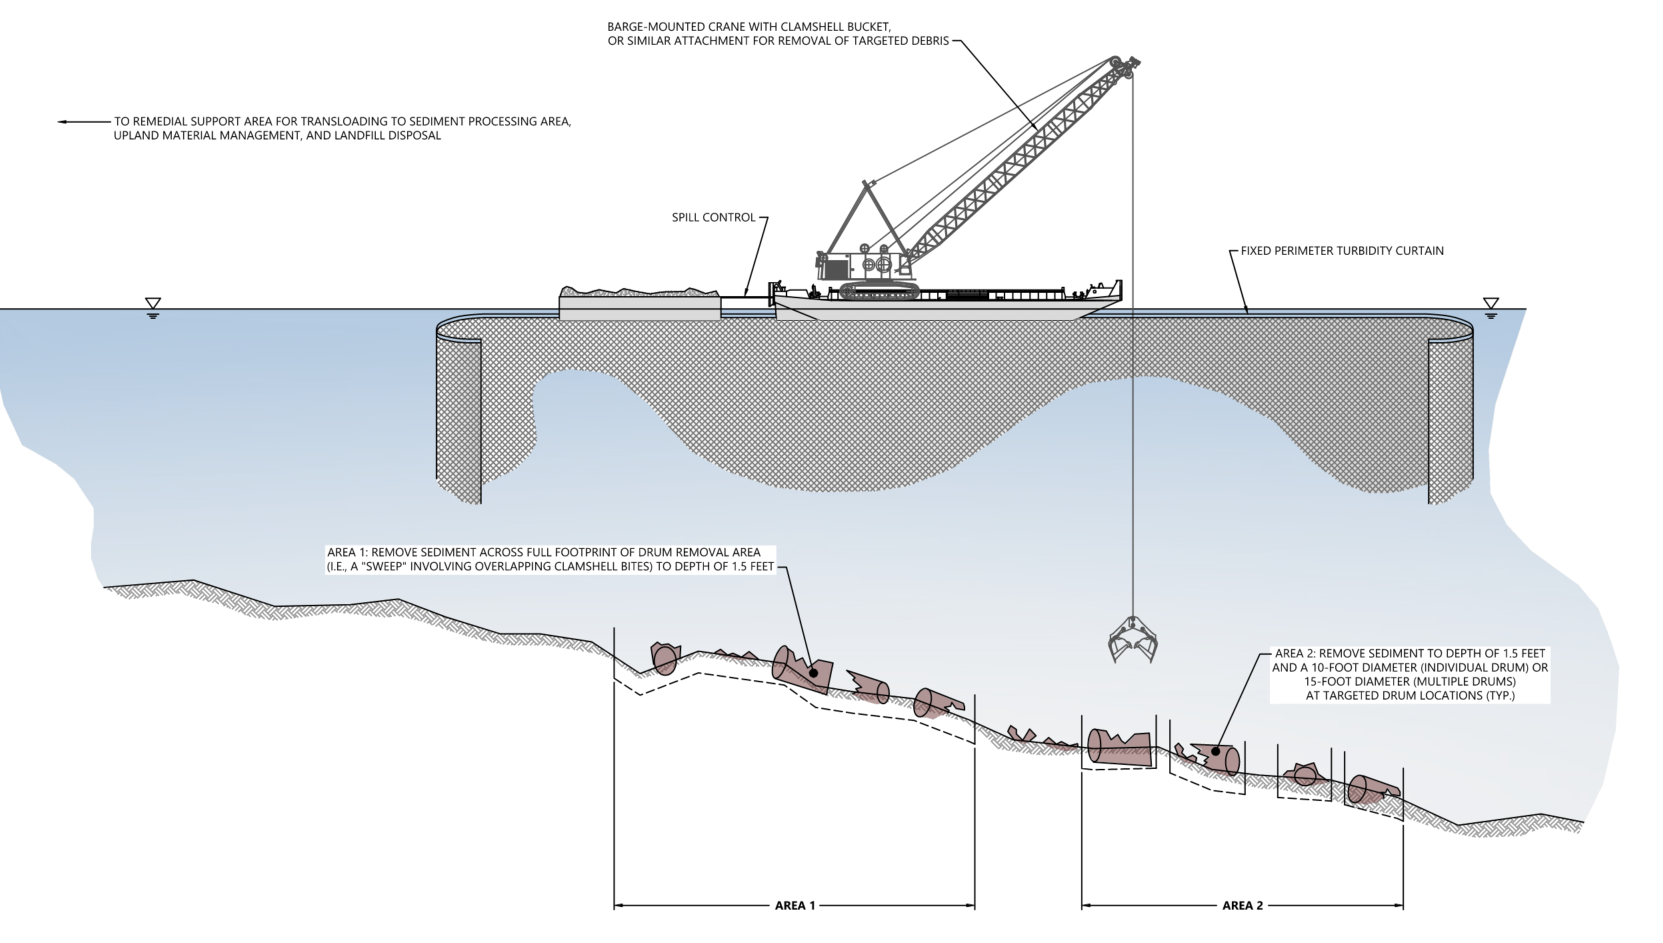 BARGE-MOUNTED CRANE WITH CLAMSHELL BUCKET,
OR SIMILAR ATTACHMENT FOR REMOVAL OF TARGETED DEBRIS
TO REMEDIAL SUPPORT AREA FOR TRANSLOADING TO SEDIMENT PROCESSING AREA,
UPLAND MATERIAL MANAGEMENT, AND LANDFILL DISPOSAL
SPILL CONTROL
FIXED PERIMETER TURBIDITY CURTAIN
AREA 1: REMOVE SEDIMENT ACROSS FULL FOOTPRINT OF DRUM REMOVAL AREA
(I.E., A "SWEEP" INVOLVING OVERLAPPING CLAMSHELL BITES) TO DEPTH OF 1.5 FEET
AREA 2: REMOVE SEDIMENT TO DEPTH OF 1.5 FEET
AND A 10-FOOT DIAMETER (INDIVIDUAL DRUM) OR
15-FOOT DIAMETER (MULTIPLE DRUMS)
AT TARGETED DRUM LOCATIONS (TYP.)
AREA 1
AREA 2